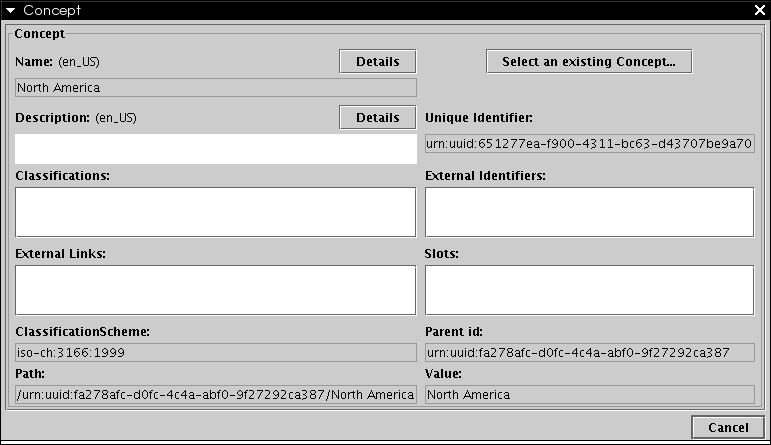 Concept
Concept
Name: (en_US)
Details
Select an existing Concept...
North America
Description: (en_US)
Details
Unique Identifier:
urn:uuid:651277ea-f900-4311-bc63-d43707be9a70
Classifications:
External Identifiers:
External Links:
Slots:
ClassificationScheme:
Parent id:
iso-ch:3166:1999
urn:uuid:fa278afc-d0fc-4c4a-abf0-9f27292ca387
Path:
Value:
/urn:uuid:fa278afc-d0fc-4c4a-abf0-9f27292ca387/North America
North America
Cancel